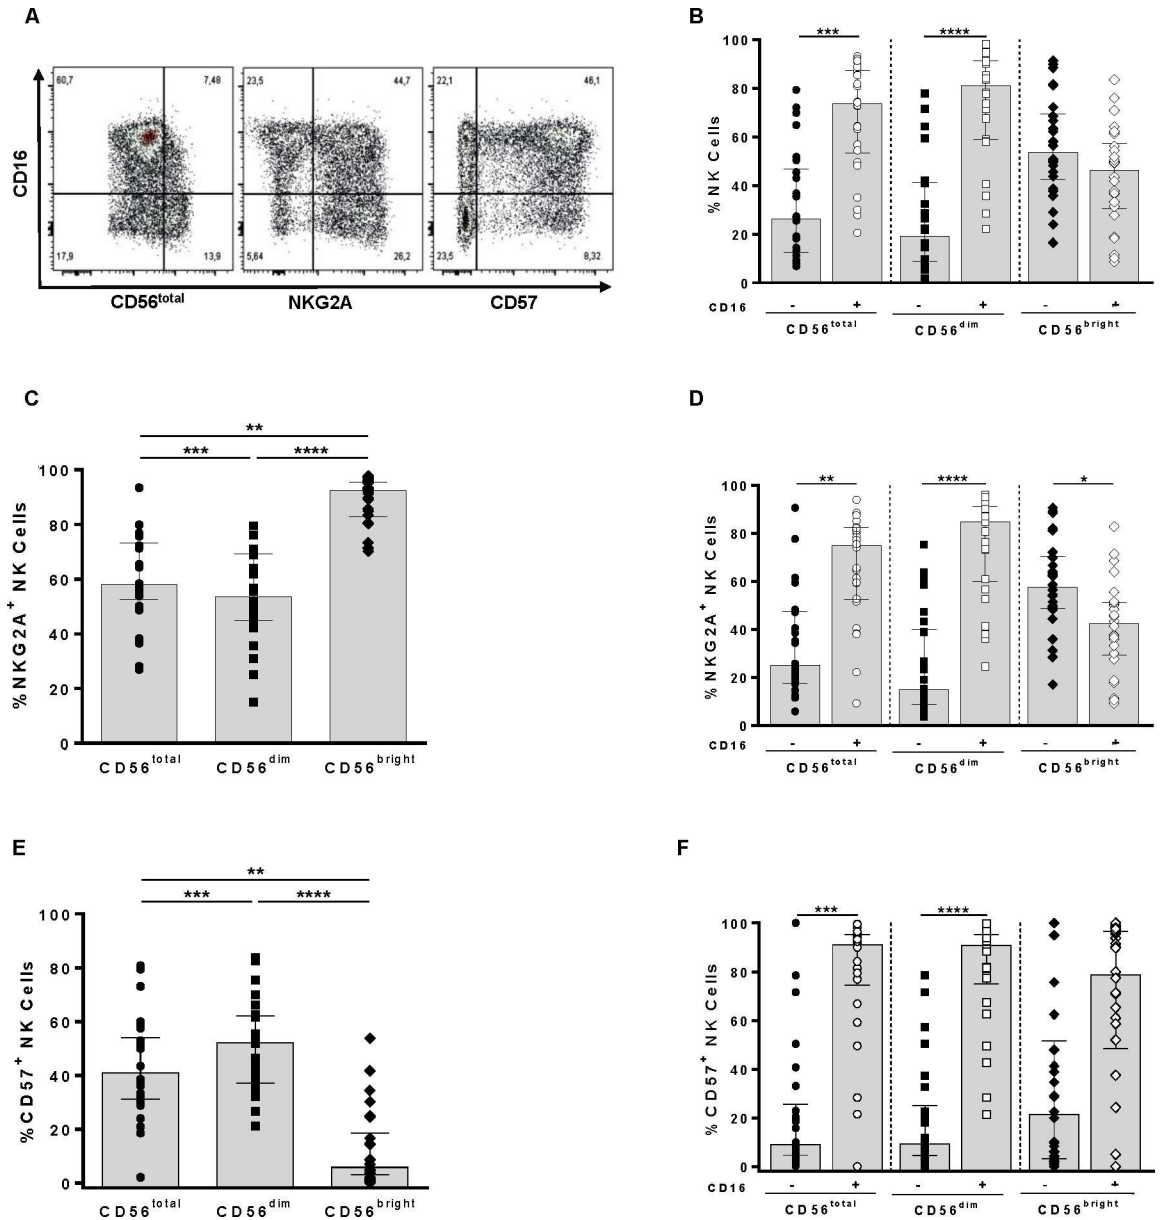 A
60,7
7,48
17,9
13,9
23,5
44,7
5,64
26,2
22,1
46,1
23,5
8,32
CD16
CD56total
NKG2A
CD57
B
% NK Cells
100
80
60
40
20
0
***
****
CD16
- + - + - +
CD56total CD56dim CD56bright
C
**
*** ****
%NKG2A+ NK Cells
100
80
60
40
20
0
CD56total CD56dim CD56bright
D
% NKG2A+ NK Cells
100
80
60
40
20
0
** **** *
CD16
- + - + - +
CD56total CD56dim CD56bright
E
**
*** ****
%CD57+ NK Cells
100
80
60
40
20
0
CD56total CD56dim CD56bright
F
% CD57+ NK Cells
100
80
60
40
20
0
*** ****
CD16
- + - + - +
CD56total CD56dim CD56bright